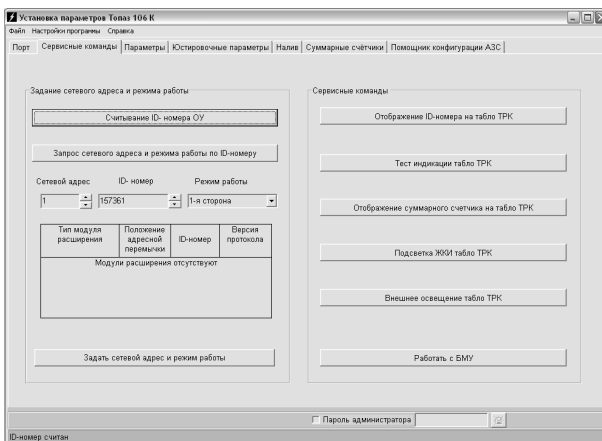 Установка параметров Топаз 106 К
Файл Настройки программы Справка
Порт Сервисные команды Параметры Юстировочные параметры Налив Суммарные счётчики Помощник конфигурации АЗС
Задание сетевого адреса и режима работы
Считывание ID- номера ОУ
Запрос сетевого адреса и режима работы по ID-номеру
Сетевой адрес ID- номер Режим работы
1 157361 1-я сторона
Тип модуля расширения Положение адресной перемычки ID-номер Версия протокола
Модули расширения отсутствуют
Задать сетевой адрес и режим работы
Сервисные команды
Отображение ID-номера на табло ТРК
Тест индикации табло ТРК
Отображение суммарного счетчика на табло ТРК
Подсветка ЖКИ табло ТРК
Внешнее освещение табло ТРК
Работать с БМУ
Пароль администратора
ID-номер считан